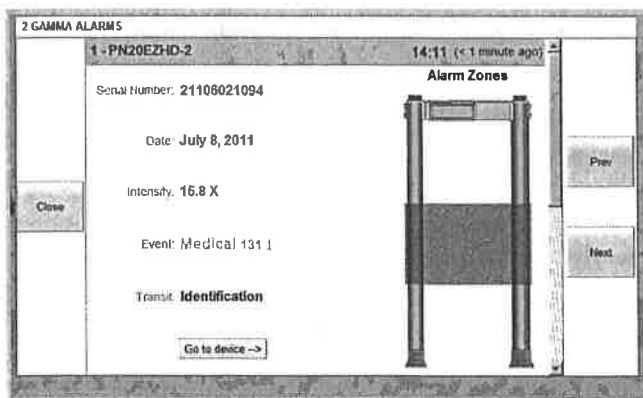 2 GAMMA ALARMS
1 - PN20EZHD-2 14:11 (< 1 minute ago)
Alarm Zones
Serial Number: 21106021094
Date: July 8, 2011
Prev
Intensity: 16.8 X
Close
Event: Medical 131 I
Next
Transit: Identification
Go to device -->